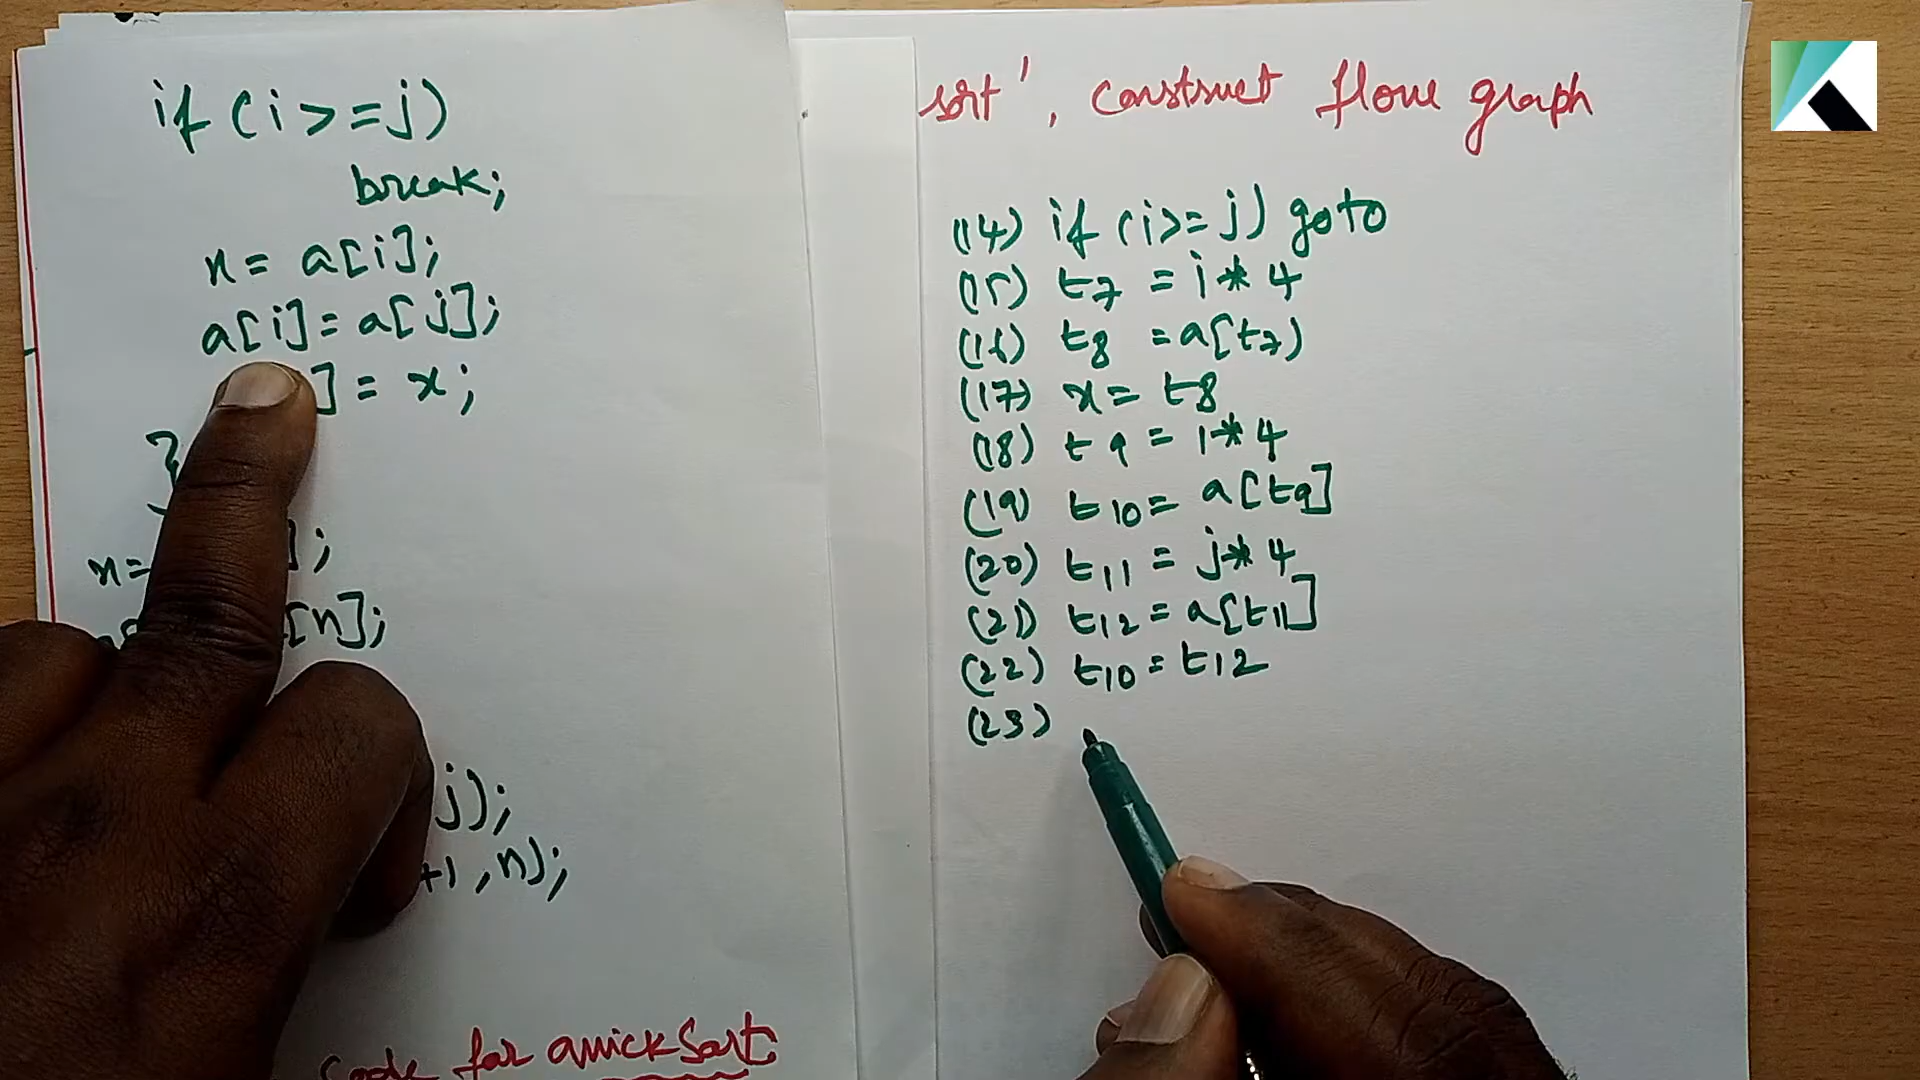 if (i >= j)
break;
x = a[i];
a[i] = a[j];
] = x;
}
x = ];
[n];
j);
+1, n);
code for quicksort
sort', construct flow graph
(14) if (i >= j) goto
(15) t7 = i * 4
(16) t8 = a[t7)
(17) x = t8
(18) t9 = i * 4
(19) t10 = a[t9]
(20) t11 = j * 4
(21) t12 = a[t11]
(22) t10 = t12
(23)